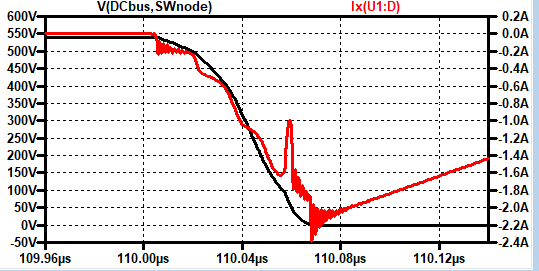 V(DCbus,SWnode) Ix(U1:D)
600V 0.2A
550V 0.0A
500V -0.2A
450V -0.4A
400V -0.6A
350V -0.8A
300V -1.0A
250V -1.2A
200V -1.4A
150V -1.6A
100V -1.8A
50V -2.0A
0V -2.2A
-50V -2.4A
109.96µs 110.00µs 110.04µs 110.08µs 110.12µs